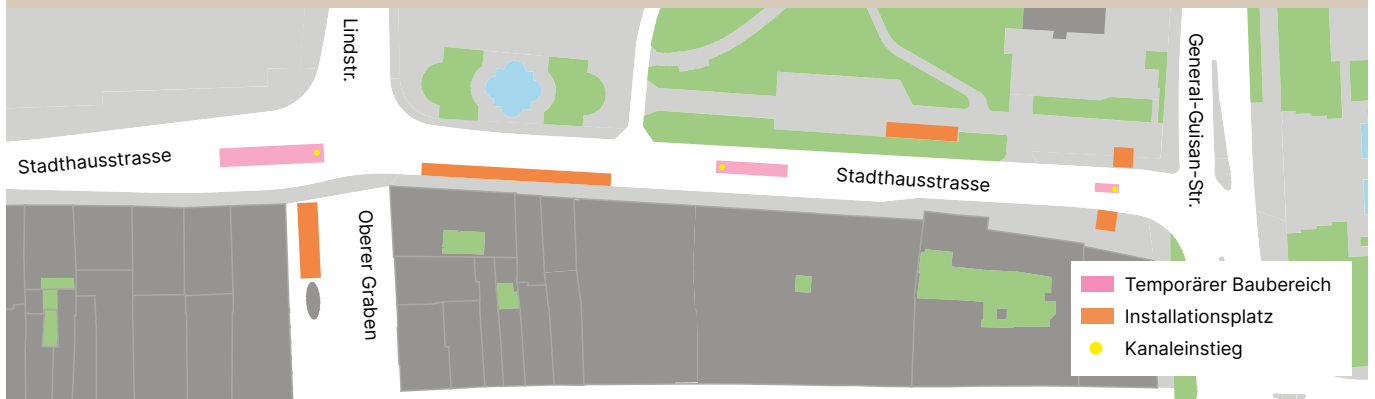 Lindstr.
General-Guisan-Str.
Stadthausstrasse
Stadthausstrasse
Oberer Graben
Temporärer Baubereich
Installationsplatz
Kanaleinstieg